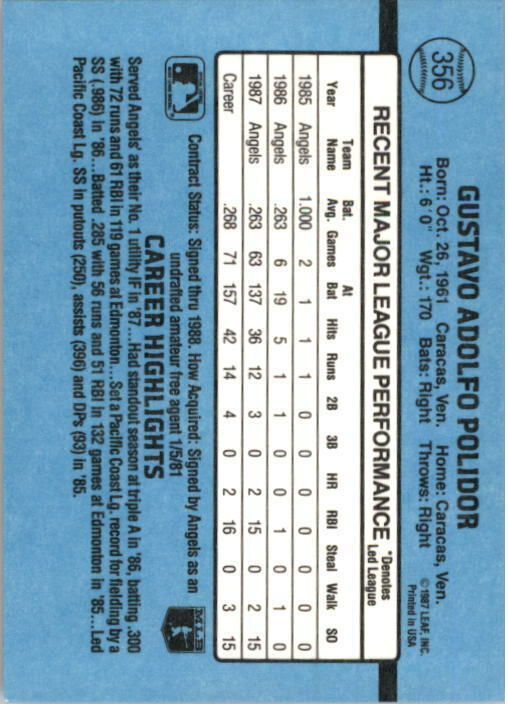 356
GUSTAVO ADOLFO POLIDOR
Born: Oct. 26, 1961 Caracas, Ven. Home: Caracas, Ven.
Ht.: 6' 0" Wgt.: 170 Bats: Right Throws: Right
©1987 LEAF, INC.
Printed in USA
RECENT MAJOR LEAGUE PERFORMANCE *Denotes Led League
Year Team Name Bat. Avg. Games At Bat Hits Runs 2B 3B HR RBI Steal Walk SO
1985 Angels 1.000 2 1 1 1 0 0 0 0 0 0 0
1986 Angels .263 6 19 5 1 1 0 0 1 0 1 0
1987 Angels .263 63 137 36 12 3 0 2 15 0 2 15
Career .268 71 157 42 14 4 0 2 16 0 3 15
Contract Status: Signed thru 1988. How Acquired: Signed by Angels as an
undrafted amateur free agent 1/5/81
MLB
CAREER HIGHLIGHTS
Served Angels' as their No. 1 utility IF in '87...Had standout season at triple A in '86, batting .300
with 72 runs and 61 RBI in 119 games at Edmonton... Set a Pacific Coast Lg. record for fielding by a
SS (.986) in '86...Batted .285 with 56 runs and 51 RBI in 132 games at Edmonton in '85...Led
Pacific Coast Lg. SS in putouts (250), assists (396) and DPs (93) in '85.